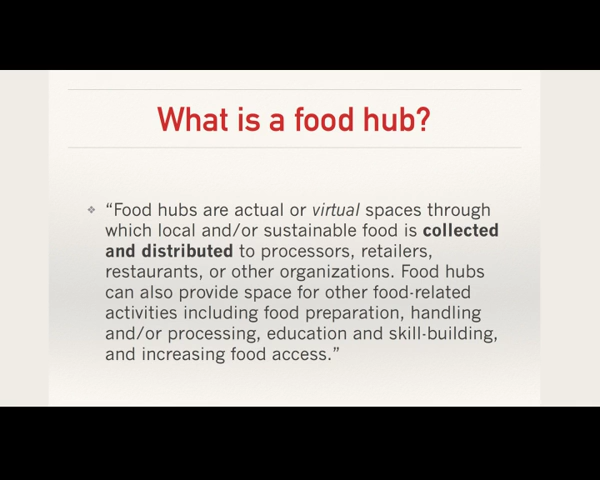 What is a food hub?
❖ “Food hubs are actual or virtual spaces through
which local and/or sustainable food is collected
and distributed to processors, retailers,
restaurants, or other organizations. Food hubs
can also provide space for other food-related
activities including food preparation, handling
and/or processing, education and skill-building,
and increasing food access.”